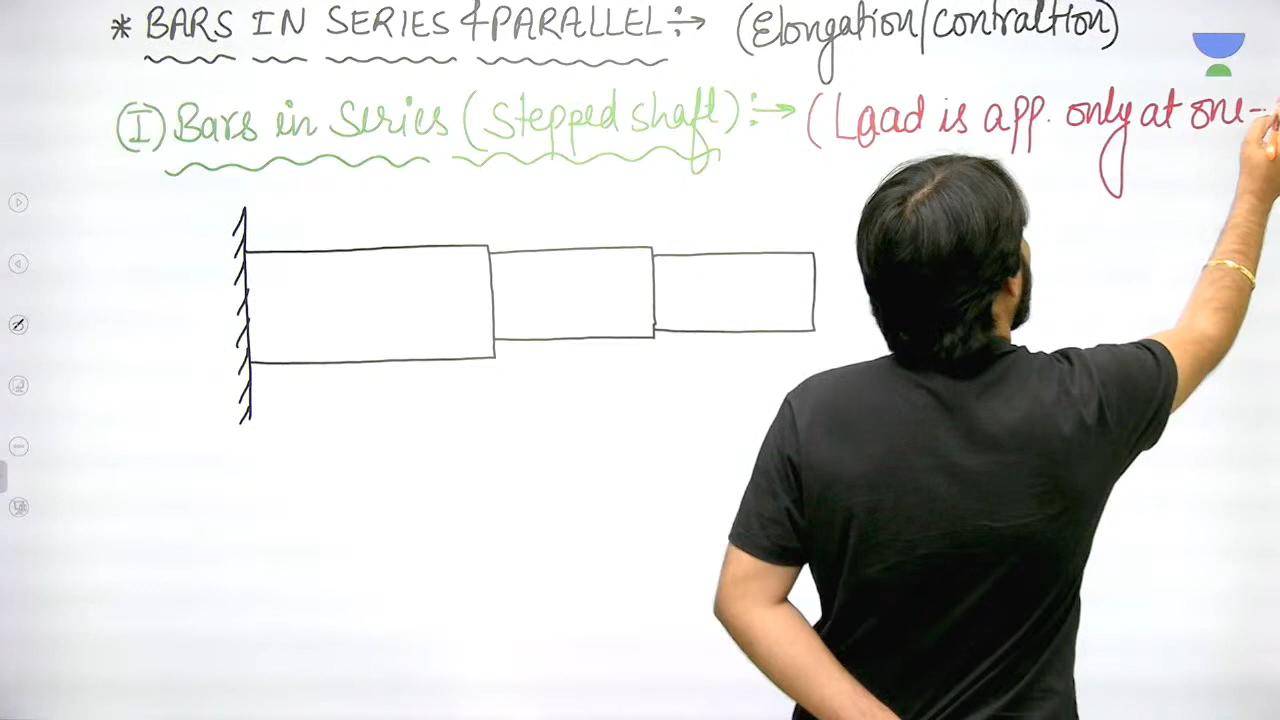 * BARS IN SERIES & PARALLEL :→ (Elongation/contraction)
(I) Bars in Series (Stepped shaft) :→ (Load is app. only at one-